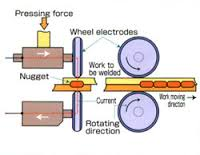 Pressing force
Wheel electrodes
Work to
be welded
Nugget
Work moving
direction
Current
Rotating
direction